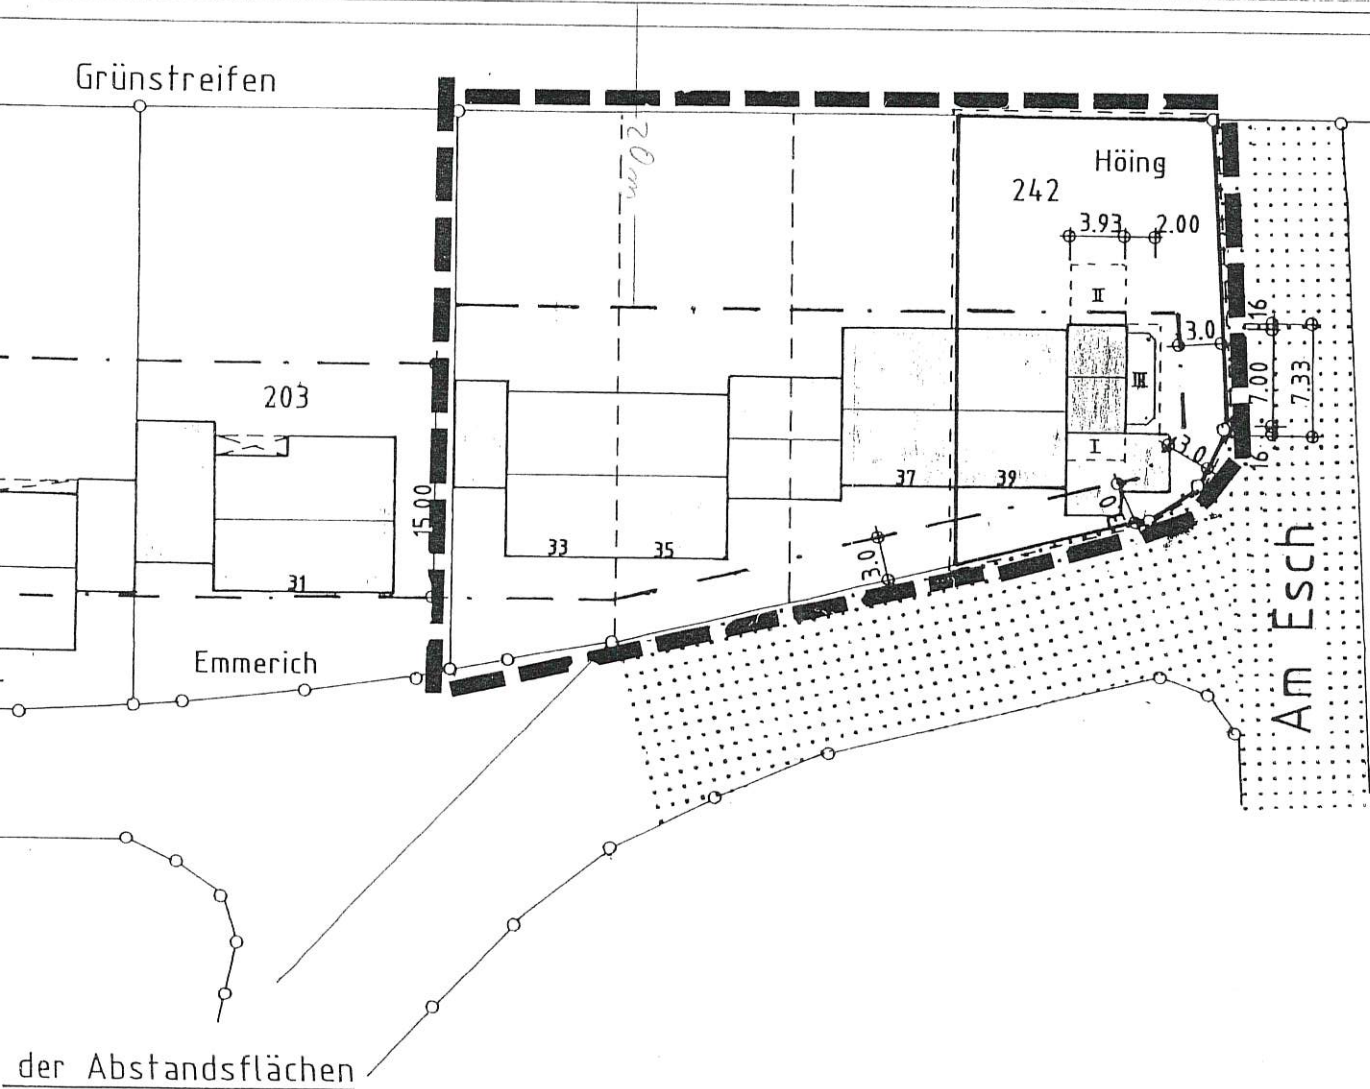 Grünstreifen
20 m
Höing
242
3.93
2.00
II
3.0
16
203
III
7.00
7.33
I
3.0
16
37
39
15.00
33
35
3.0
31
Emmerich
Am Esch
der Abstandsflächen